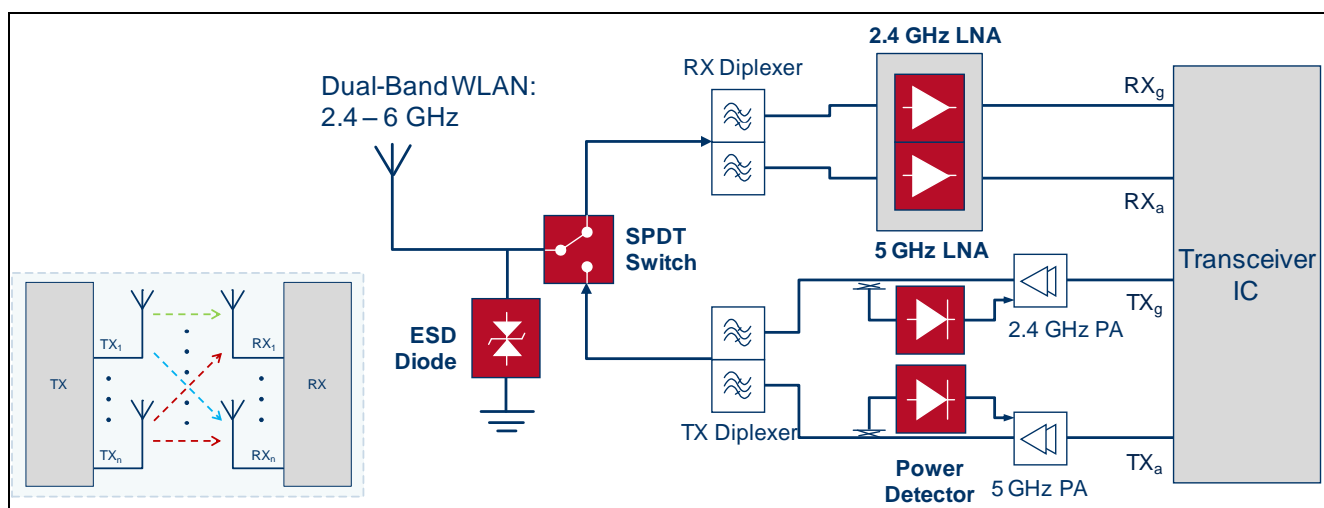 2.4 GHz LNA
RX Diplexer
Dual-Band WLAN:
2.4 – 6 GHz
RXg
RXa
SPDT
Switch
5 GHz LNA
Transceiver
IC
TXg
2.4 GHz PA
ESD
Diode
TX Diplexer
TXa
Power
Detector
5 GHz PA
TX
TX1
TXn
RX1
RXn
RX